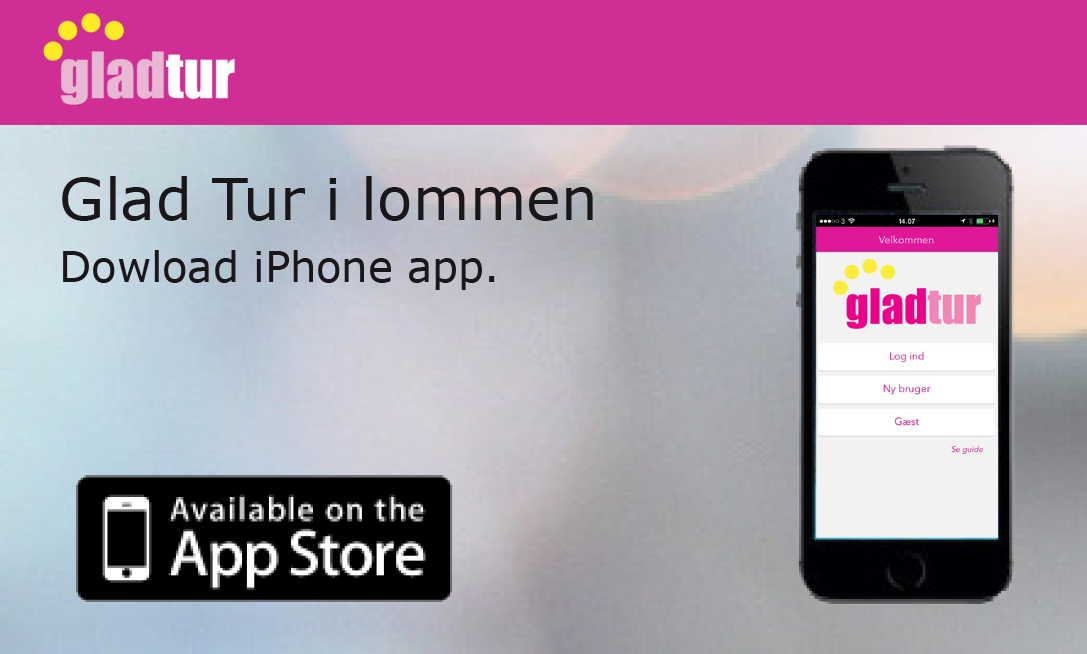 gladtur
Glad Tur i lommen
Dowload iPhone app.
Available on the
App Store
3
14.07
Velkommen
gladtur
Log ind
Ny bruger
Gæst
Se guide